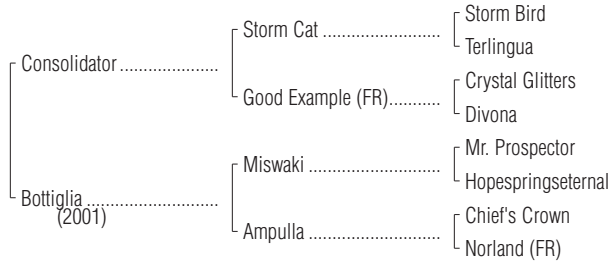 Storm Bird
Storm Cat ........................
Terlingua
Consolidator ....................
Crystal Glitters
Good Example (FR)...........
Divona
Mr. Prospector
Miswaki ...........................
Hopespringseternal
Bottiglia ...........................
(2001)
Chief's Crown
Ampulla ...........................
Norland (FR)